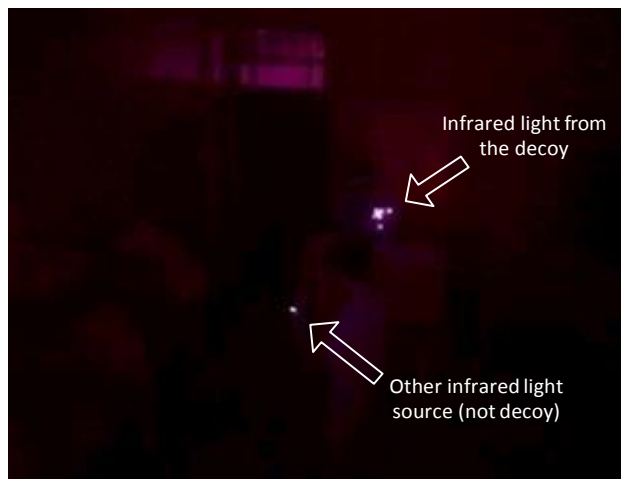 Infrared light from
the decoy
Other infrared light
source (not decoy)